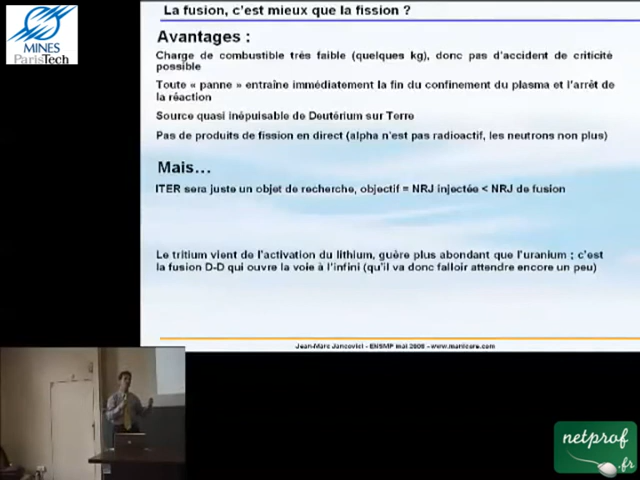 La fusion, c'est mieux que la fission ?
MINES
ParisTech
Avantages :
Charge de combustible très faible (quelques kg), donc pas d'accident de criticité
possible
Toute « panne » entraîne immédiatement la fin du confinement du plasma et l'arrêt de
la réaction
Source quasi inépuisable de Deutérium sur Terre
Pas de produits de fission en direct (alpha n'est pas radioactif, les neutrons non plus)
Mais...
ITER sera juste un objet de recherche, objectif = NRJ injectée < NRJ de fusion
Le tritium vient de l'activation du lithium, guère plus abondant que l'uranium ; c'est
la fusion D-D qui ouvre la voie à l'infini (qu'il va donc falloir attendre encore un peu)
Jean-Marc Jancovici - ENSMP mai 2008 - www.manicore.com
netprof
.fr